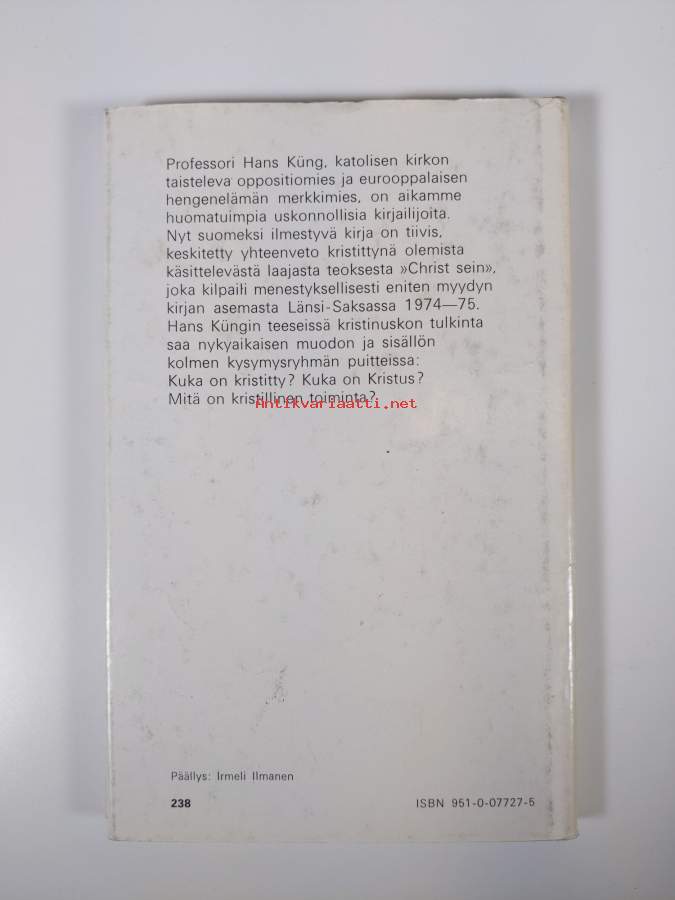 Professori Hans Küng, katolisen kirkon
taisteleva oppositiomies ja eurooppalaisen
hengenelämän merkkimies, on aikamme
huomatuimpia uskonnollisia kirjailijoita.
Nyt suomeksi ilmestyvä kirja on tiivis,
keskitetty yhteenveto kristittynä olemista
käsittelevästä laajasta teoksesta »Christ sein»,
joka kilpaili menestyksellisesti eniten myydyn
kirjan asemasta Länsi-Saksassa 1974—75.
Hans Küngin teeseissä kristinuskon tulkinta
saa nykyaikaisen muodon ja sisällön
kolmen kysymysryhmän puitteissa:
Kuka on kristitty? Kuka on Kristus?
Mitä on kristillinen toiminta?
Antikvariaatti.net
Päällys: Irmeli Ilmanen
238 ISBN 951-0-07727-5